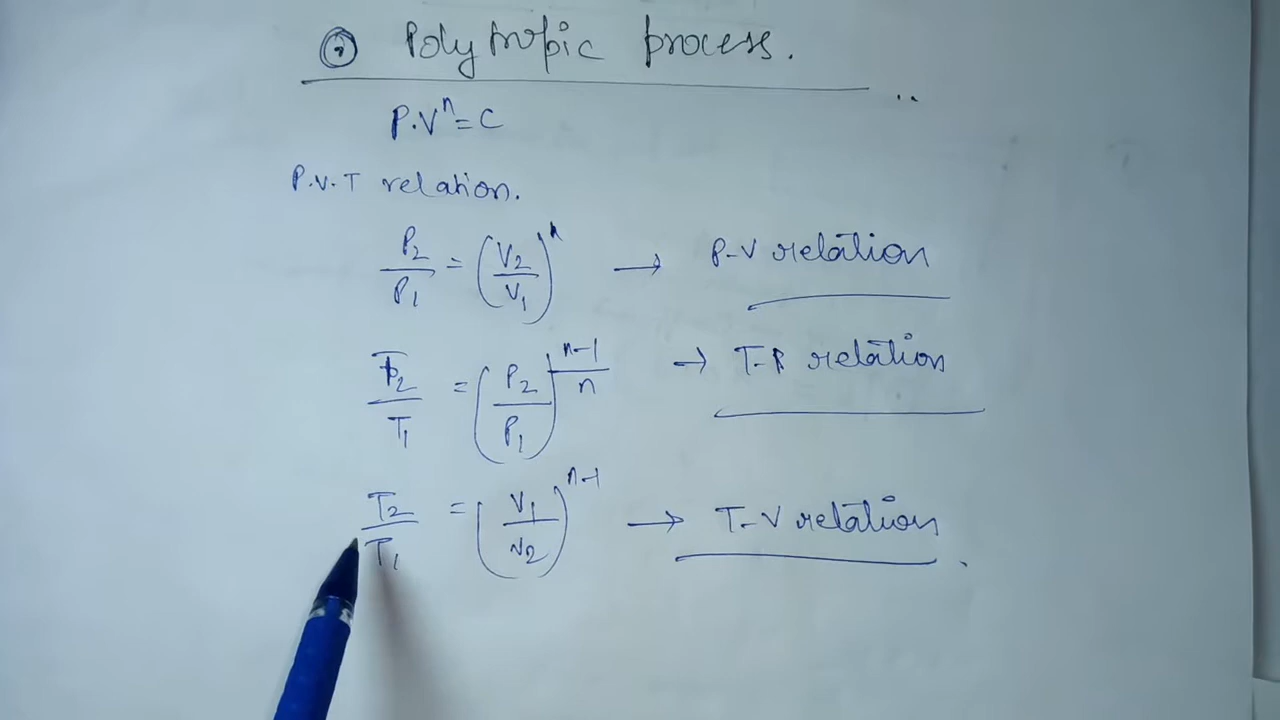 ⑦ Polytropic process.
P.Vⁿ = C
P.V.T relation.
P₂/P₁ = (V₂/V₁)ⁿ → P-V relation
T₂/T₁ = (P₂/P₁)^((n-1)/n) → T-P relation
T₂/T₁ = (V₁/V₂)^(n-1) → T-V relation